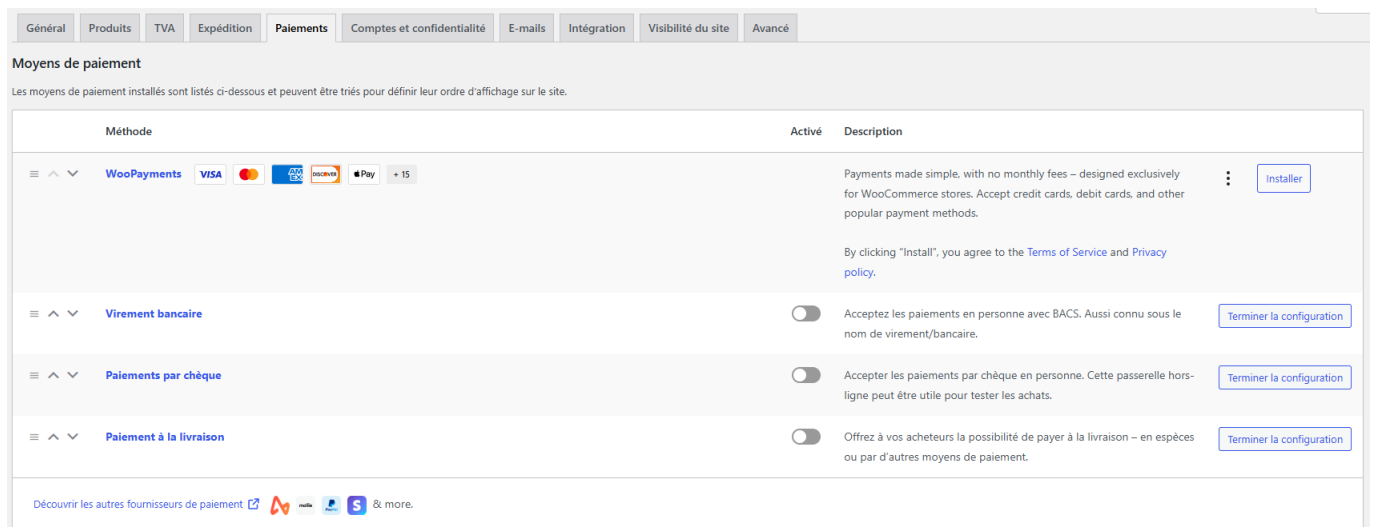 Général Produits TVA Expédition Paiements Comptes et confidentialité E-mails Intégration Visibilité du site Avancé
Moyens de paiement
Les moyens de paiement installés sont listés ci-dessous et peuvent être triés pour définir leur ordre d'affichage sur le site.
Méthode Activé Description
WooPayments VISA AM EX DISCOVER Pay + 15
Payments made simple, with no monthly fees – designed exclusively
for WooCommerce stores. Accept credit cards, debit cards, and other
popular payment methods.
By clicking “Install”, you agree to the Terms of Service and Privacy
policy.
Installer
Virement bancaire
Acceptez les paiements en personne avec BACS. Aussi connu sous le
nom de virement/bancaire.
Terminer la configuration
Paiements par chèque
Accepter les paiements par chèque en personne. Cette passerelle hors-
ligne peut être utile pour tester les achats.
Terminer la configuration
Paiement à la livraison
Offrez à vos acheteurs la possibilité de payer à la livraison – en espèces
ou par d'autres moyens de paiement.
Terminer la configuration
Découvrir les autres fournisseurs de paiement mollie PayPal S & more.